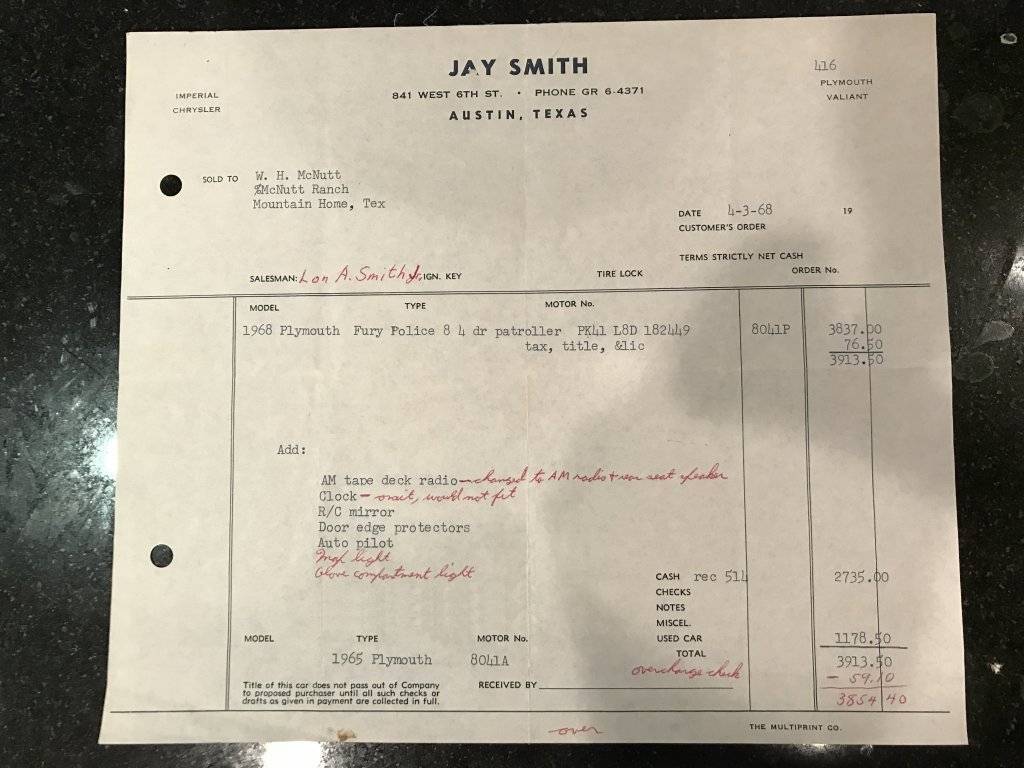 JAY SMITH
841 WEST 6TH ST. • PHONE GR 6-4371
AUSTIN, TEXAS
IMPERIAL
CHRYSLER
416
PLYMOUTH
VALIANT
SOLD TO W. H. McNutt
%McNutt Ranch
Mountain Home, Tex
DATE 4-3-68 19
CUSTOMER'S ORDER
TERMS STRICTLY NET CASH
SALESMAN: Lon A. Smith Jr. IGN. KEY TIRE LOCK ORDER No.
MODEL TYPE MOTOR No.
1968 Plymouth Fury Folice 8 4 dr patroller PK41 L8D 182449 8041P 3837.00
tax, title, &lic 76.50
3913.50
Add:
AM tape deck radio - changed to AM radio + rear seat speaker
Clock - omit, would not fit
R/C mirror
Door edge protectors
Auto pilot
Map light
Glove compartment light
CASH rec 514 2735.00
CHECKS
NOTES
MISCEL.
MODEL TYPE MOTOR No. USED CAR 1178.50
1965 Plymouth 8041A TOTAL 3913.50
overcharge check - 59.10
3854 40
Title of this car does not pass out of Company
to proposed purchaser until all such checks or
drafts as given in payment are collected in full.
RECEIVED BY
over
THE MULTIPRINT CO.